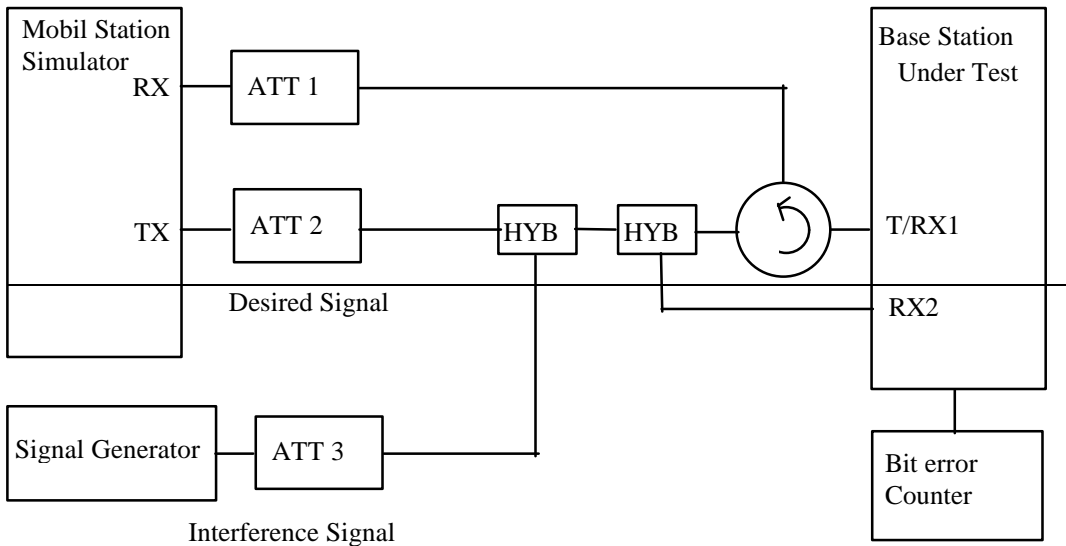 Mobil Station
Simulator
RX
ATT 1
Base Station
Under Test
TX
ATT 2
HYB
HYB
T/RX1
Desired Signal
RX2
Signal Generator
ATT 3
Bit error
Counter
Interference Signal